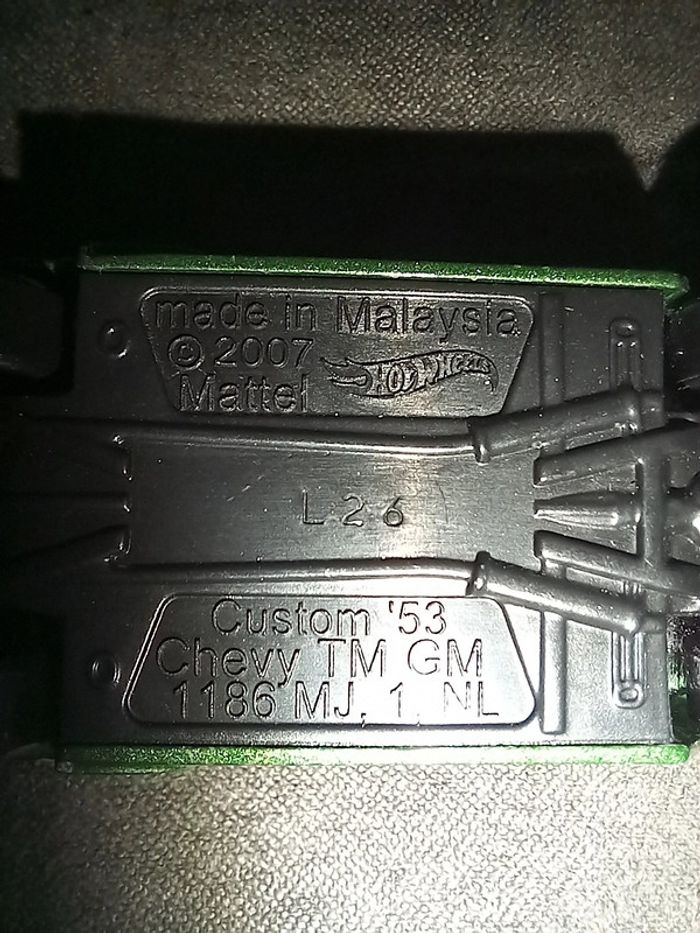 made in Malaysia
© 2007
HOT WHEELS
Mattel
L26
Custom '53
Chevy TM GM
1186 MJ, 1, NL